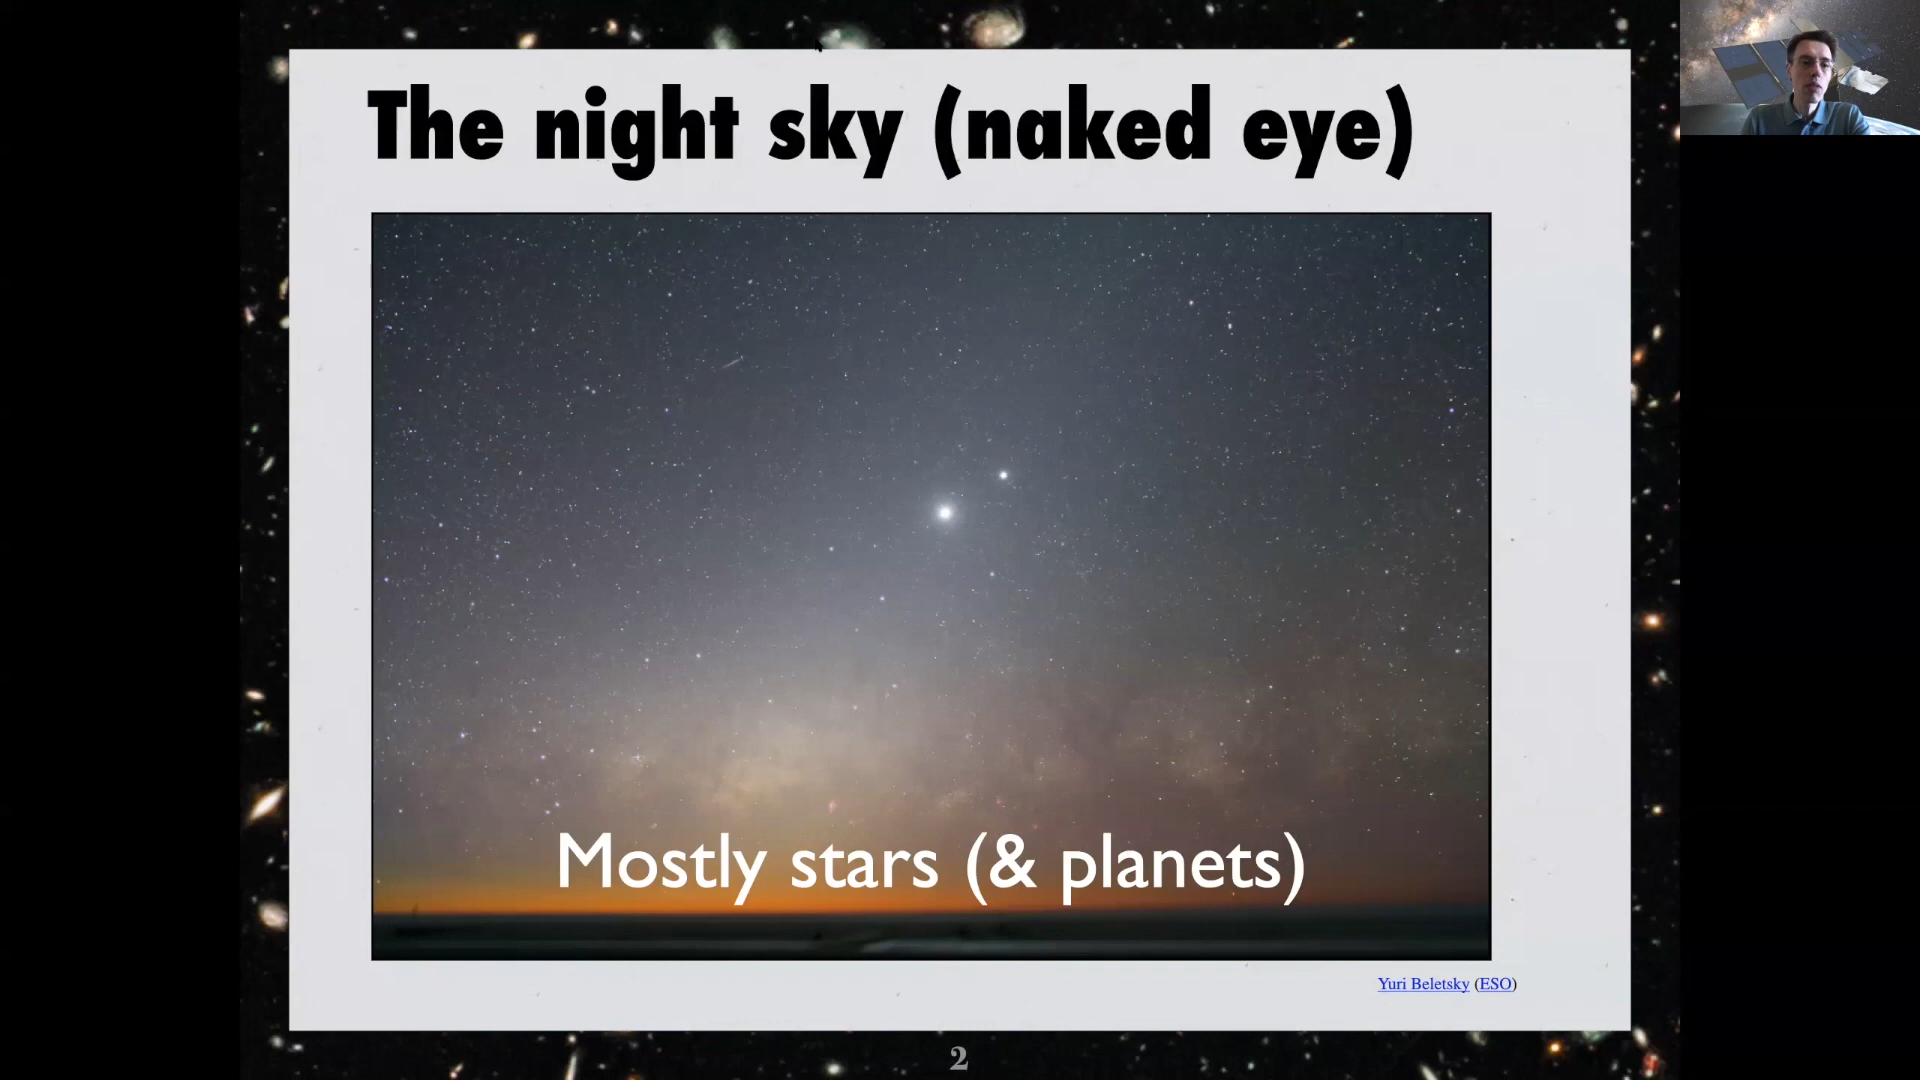 The night sky (naked eye)
Mostly stars (& planets)
Yuri Beletsky (ESO)
2